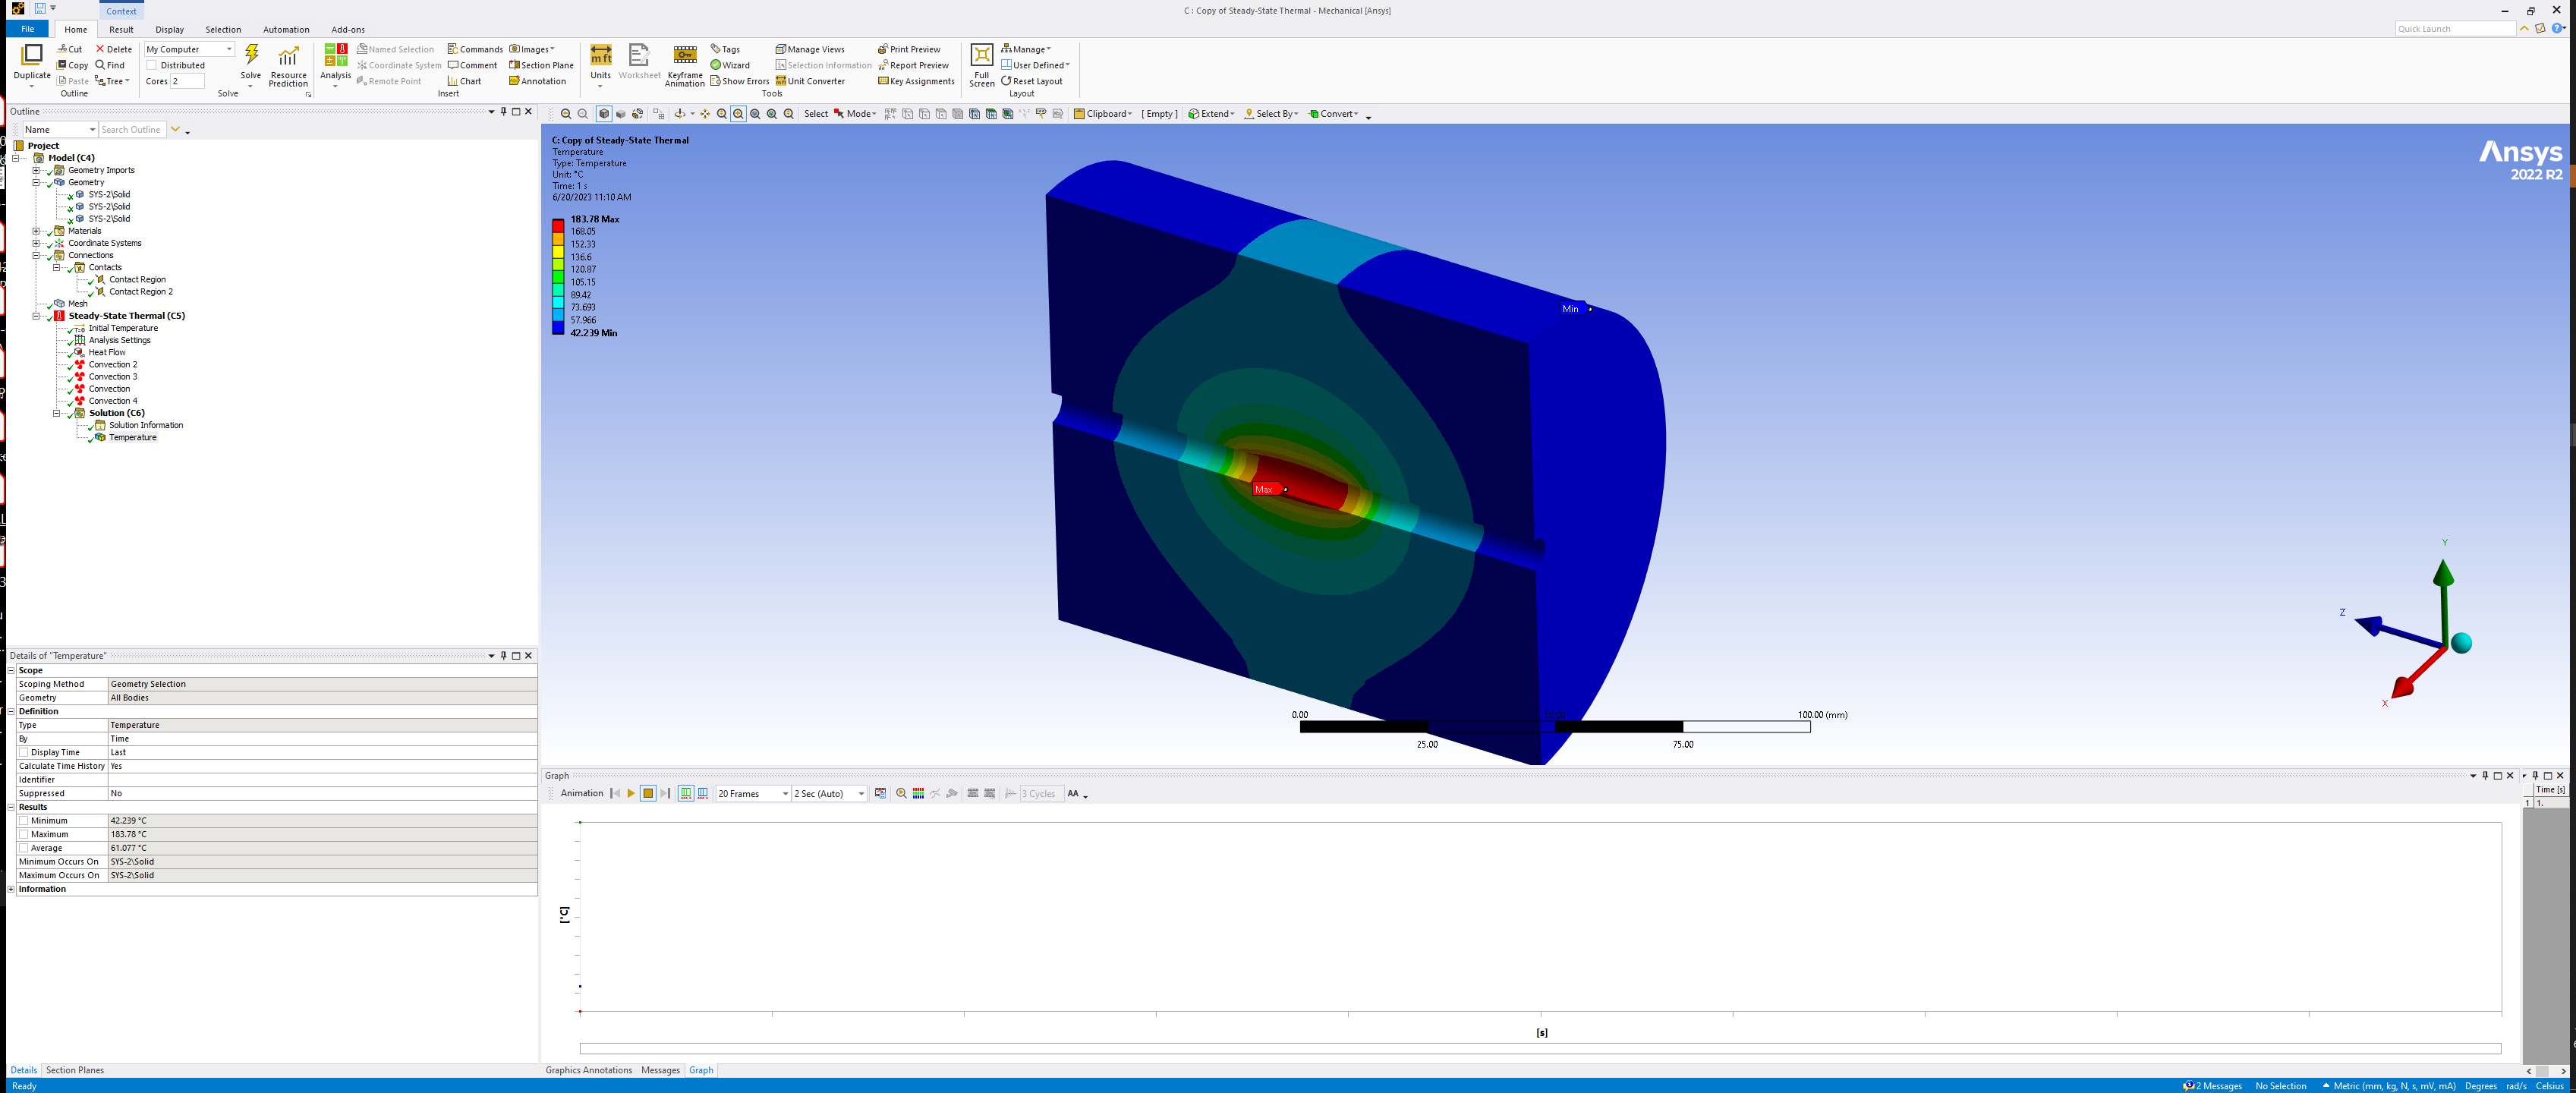 Context
C : Copy of Steady-State Thermal - Mechanical [Ansys]
File Home Result Display Selection Automation Add-ons
Quick Launch
Duplicate
Cut
Copy
Paste
Delete
Find
Tree
Outline
My Computer
Distributed
Cores 2
Solve
Resource Prediction
Solve
Analysis
Named Selection
Coordinate System
Remote Point
Commands
Comment
Chart
Images
Section Plane
Annotation
Insert
Units
Worksheet
Keyframe Animation
Tags
Wizard
Show Errors
Manage Views
Selection Information
Unit Converter
Print Preview
Report Preview
Key Assignments
Tools
Full Screen
Manage
User Defined
Reset Layout
Layout
Outline
Name Search Outline
Select Mode Clipboard [ Empty ] Extend Select By Convert
Project
Model (C4)
Geometry Imports
Geometry
SYS-2\Solid
SYS-2\Solid
SYS-2\Solid
Materials
Coordinate Systems
Connections
Contacts
Contact Region
Contact Region 2
Mesh
Steady-State Thermal (C5)
Initial Temperature
Analysis Settings
Heat Flow
Convection 2
Convection 3
Convection
Convection 4
Solution (C6)
Solution Information
Temperature
C: Copy of Steady-State Thermal
Temperature
Type: Temperature
Unit: °C
Time: 1 s
6/20/2023 11:10 AM
183.78 Max
168.05
152.33
136.6
120.87
105.15
89.42
73.693
57.966
42.239 Min
Ansys
2022 R2
Min
Max
Y
Z
X
0.00 50.00 100.00 (mm)
25.00 75.00
Details of "Temperature"
Scope
Scoping Method Geometry Selection
Geometry All Bodies
Definition
Type Temperature
By Time
Display Time Last
Calculate Time History Yes
Identifier
Suppressed No
Results
Minimum 42.239 °C
Maximum 183.78 °C
Average 61.077 °C
Minimum Occurs On SYS-2\Solid
Maximum Occurs On SYS-2\Solid
Information
Graph
Animation 20 Frames 2 Sec (Auto) 3 Cycles AA
Time [s]
1 1.
[°C]
[s]
Details Section Planes
Graphics Annotations Messages Graph
Ready
2 Messages No Selection Metric (mm, kg, N, s, mV, mA) Degrees rad/s Celsius